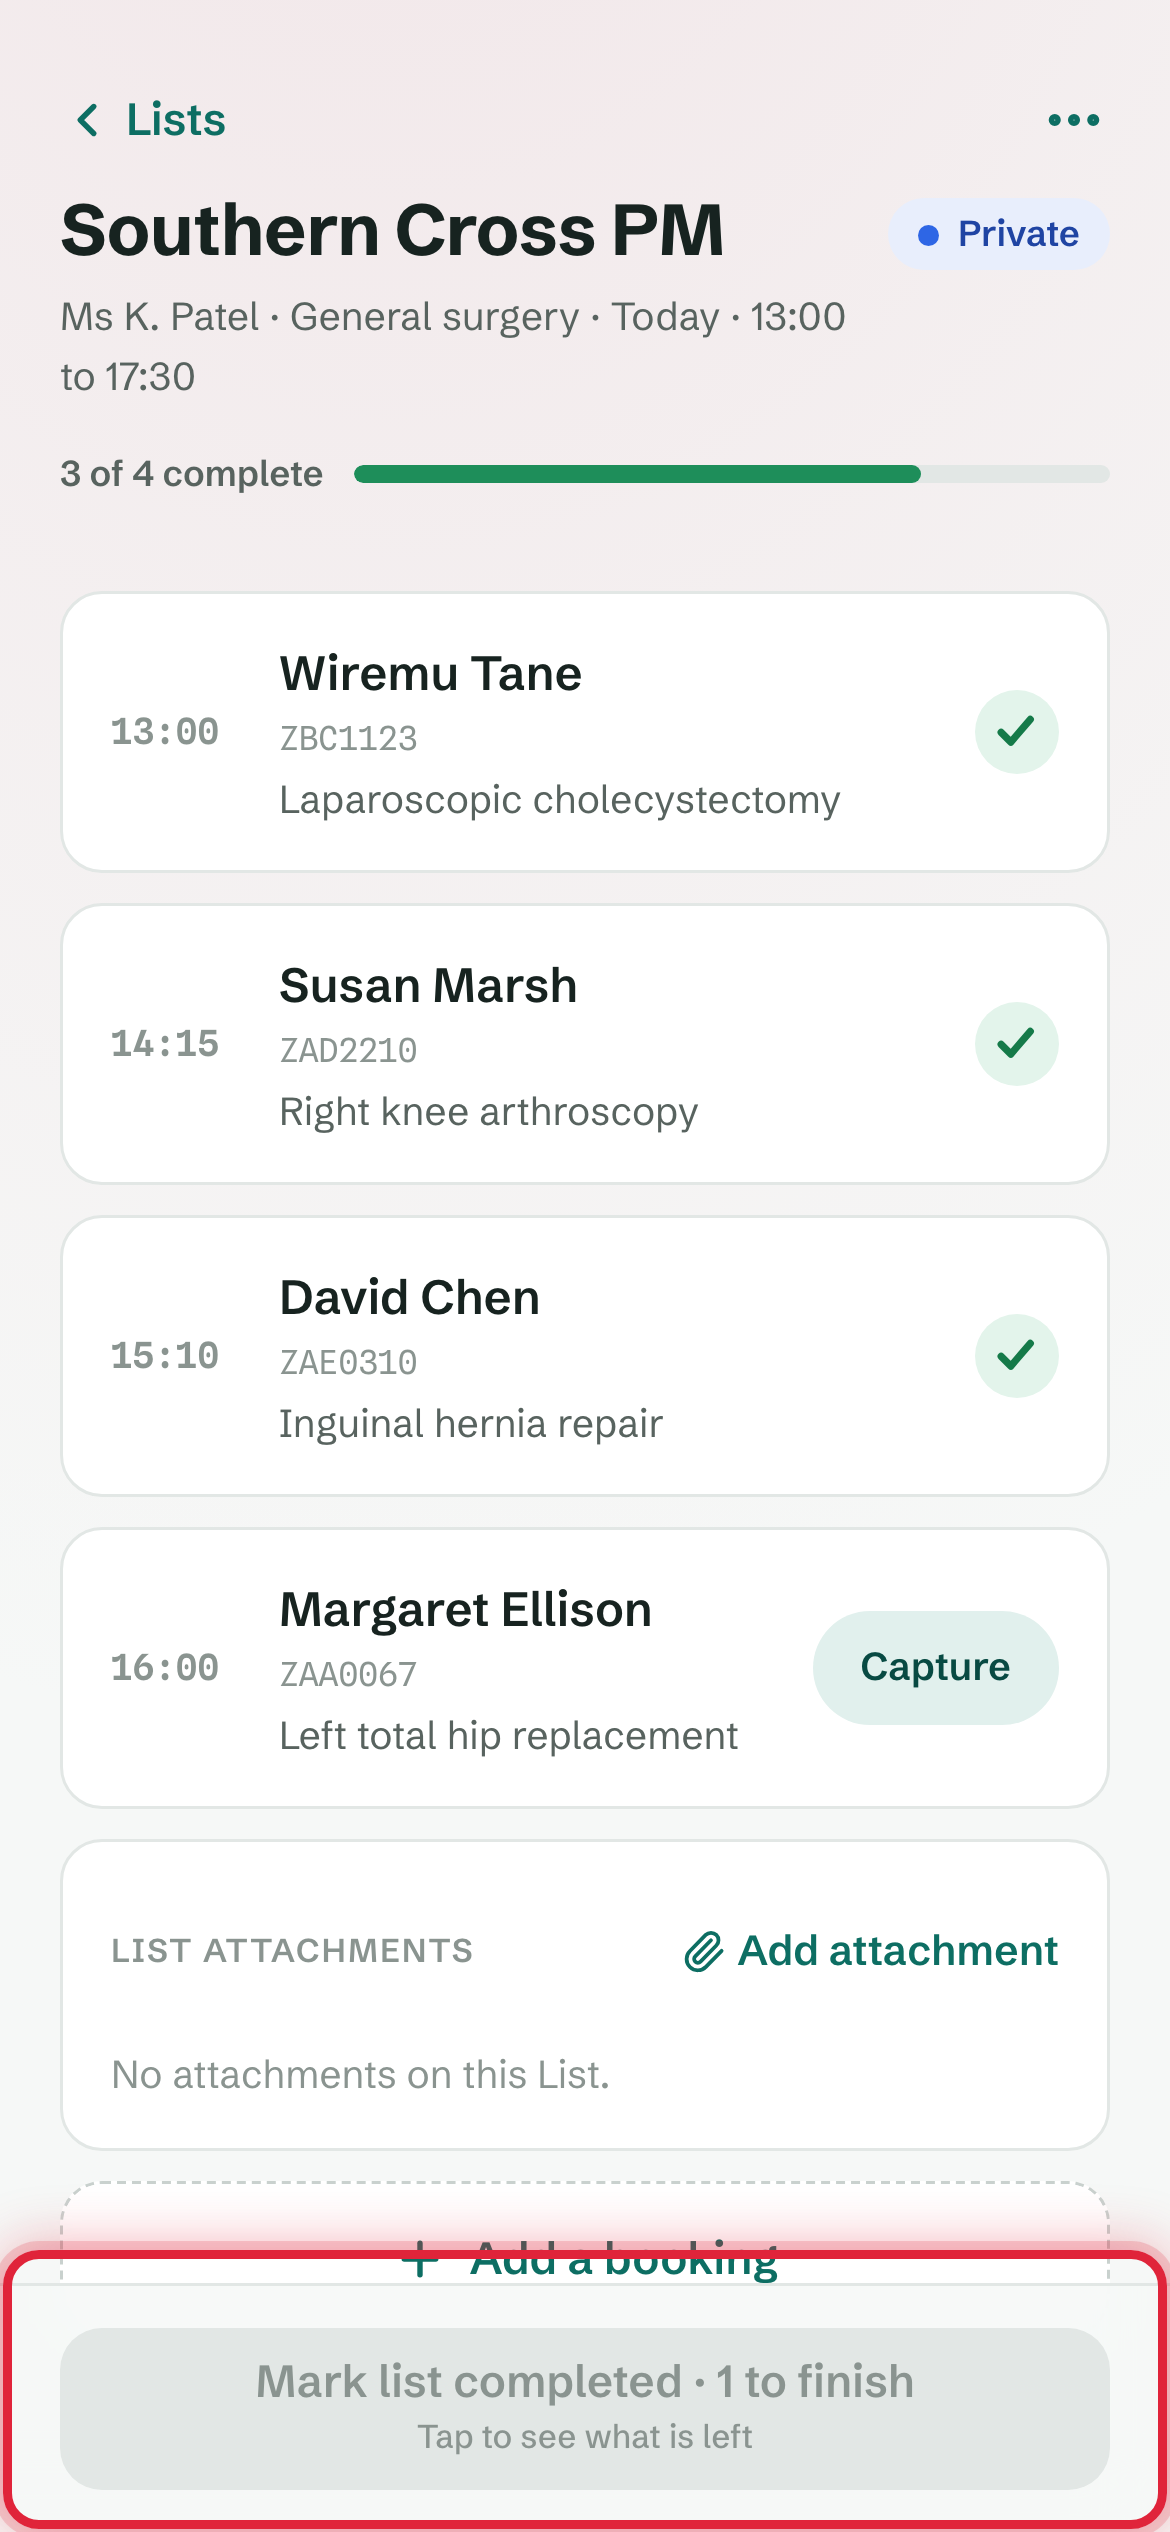 Lists
Southern Cross PM
Private
Ms K. Patel · General surgery · Today · 13:00
to 17:30
3 of 4 complete
Wiremu Tane
13:00
ZBC1123
Laparoscopic cholecystectomy
Susan Marsh
14:15
ZAD2210
Right knee arthroscopy
David Chen
15:10
ZAE0310
Inguinal hernia repair
Margaret Ellison
16:00
ZAA0067
Capture
Left total hip replacement
LIST ATTACHMENTS
Add attachment
No attachments on this List.
+ Add a booking
Mark list completed · 1 to finish
Tap to see what is left